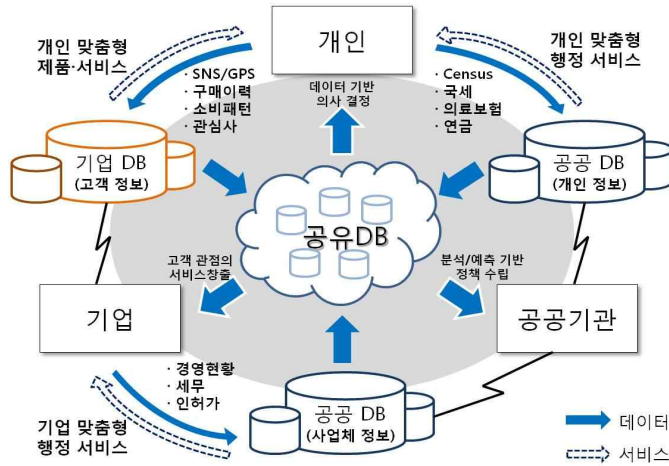 개인
개인 맞춤형
제품·서비스
· SNS/GPS
· 구매이력
· 소비패턴
· 관심사
데이터 기반
의사 결정
· Census
· 국세
· 의료보험
· 연금
개인 맞춤형
행정 서비스
기업 DB
(고객 정보)
공공 DB
(개인 정보)
공유DB
고객 관점의
서비스창출
분석/예측 기반
정책 수립
기업
공공기관
· 경영현황
· 세무
· 인허가
기업 맞춤형
행정 서비스
공공 DB
(사업체 정보)
데이터
서비스